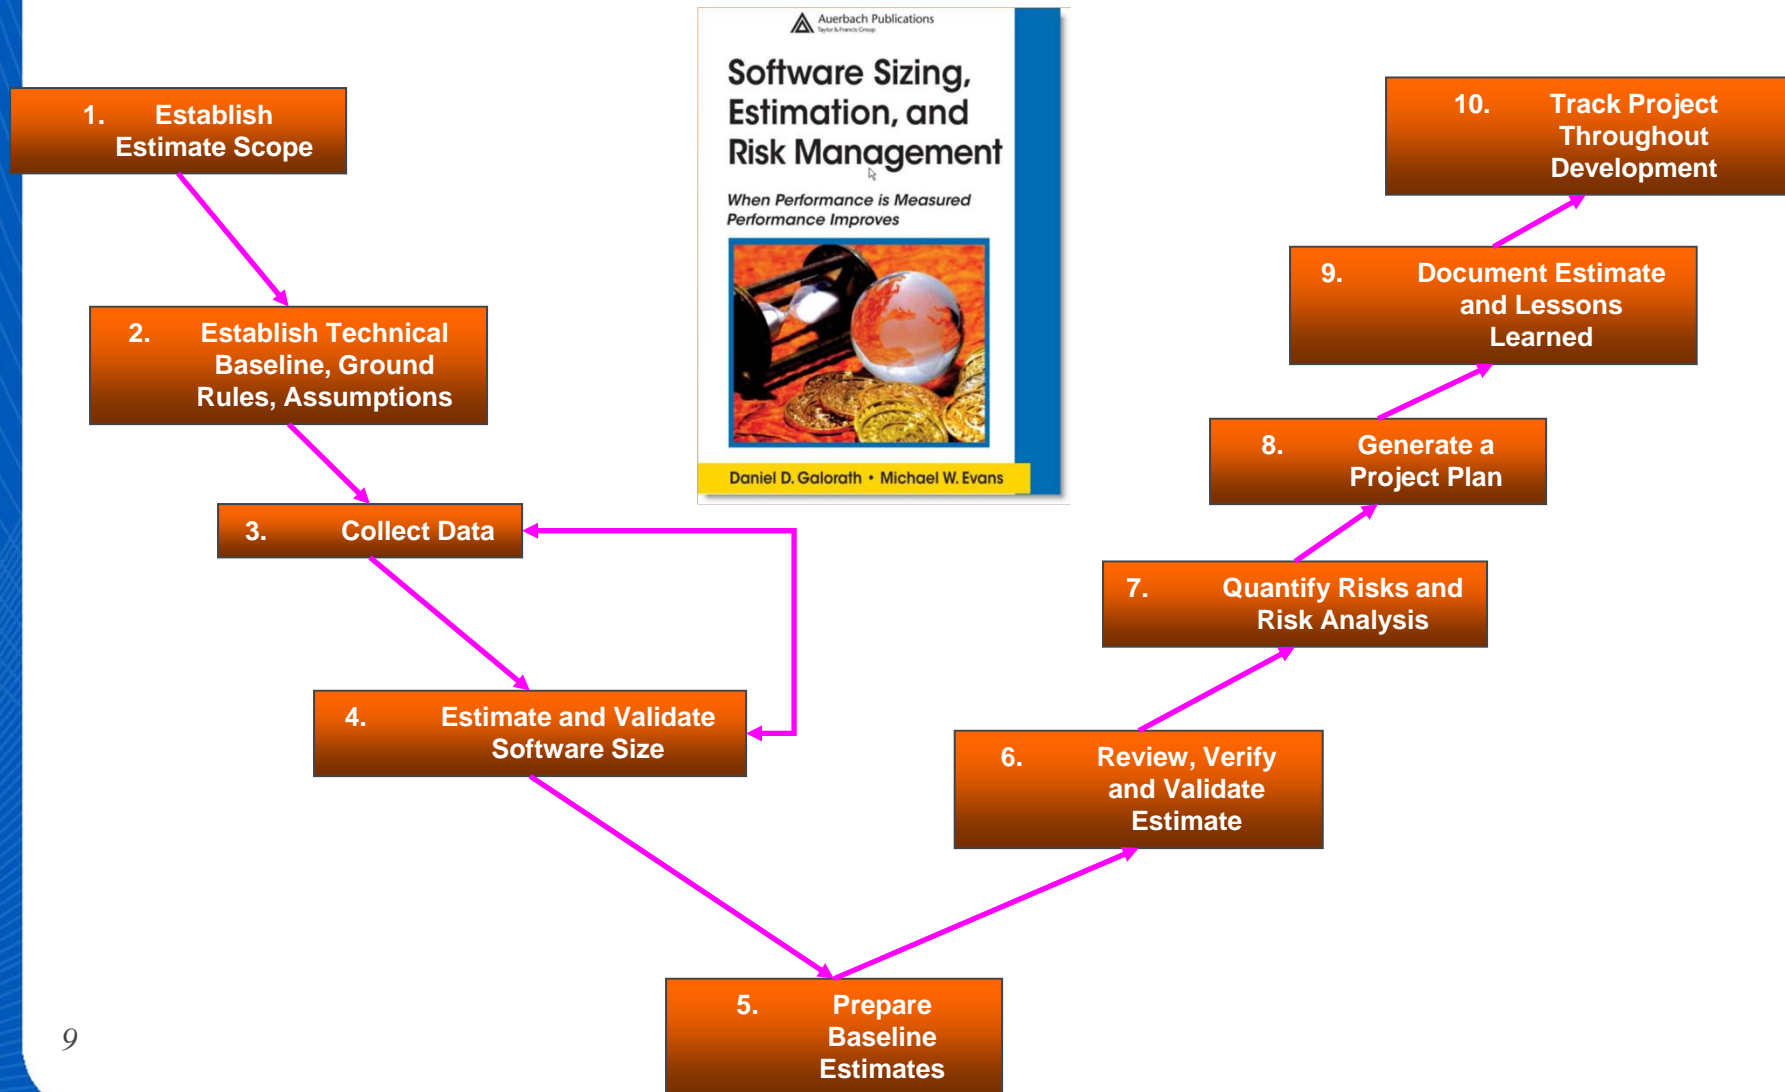 Auerbach Publications
Taylor & Francis Group
Software Sizing,
Estimation, and
Risk Management
When Performance is Measured
Performance Improves
Daniel D. Galorath • Michael W. Evans
1. Establish
Estimate Scope
2. Establish Technical
Baseline, Ground
Rules, Assumptions
3. Collect Data
4. Estimate and Validate
Software Size
5. Prepare
Baseline
Estimates
6. Review, Verify
and Validate
Estimate
7. Quantify Risks and
Risk Analysis
8. Generate a
Project Plan
9. Document Estimate
and Lessons
Learned
10. Track Project
Throughout
Development
9